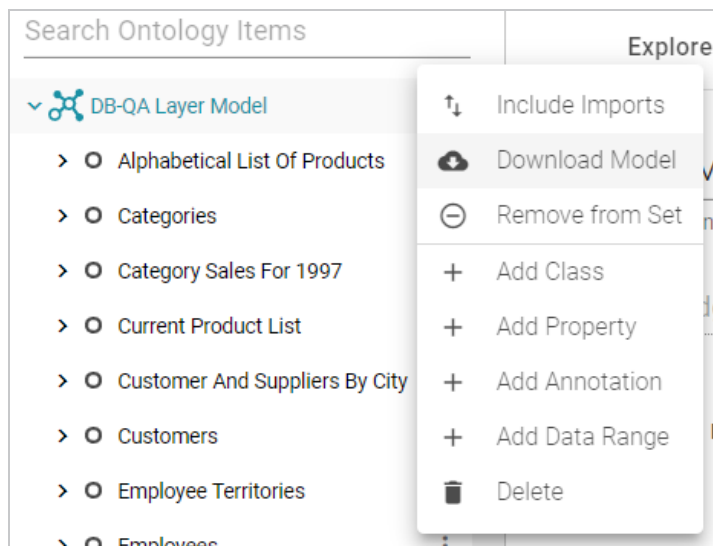 Search Ontology Items
Explore
DB-QA Layer Model
Include Imports
Alphabetical List Of Products
Download Model
Categories
Remove from Set
Category Sales For 1997
Add Class
Current Product List
Add Property
Customer And Suppliers By City
Add Annotation
Customers
Add Data Range
Employee Territories
Delete
Employees